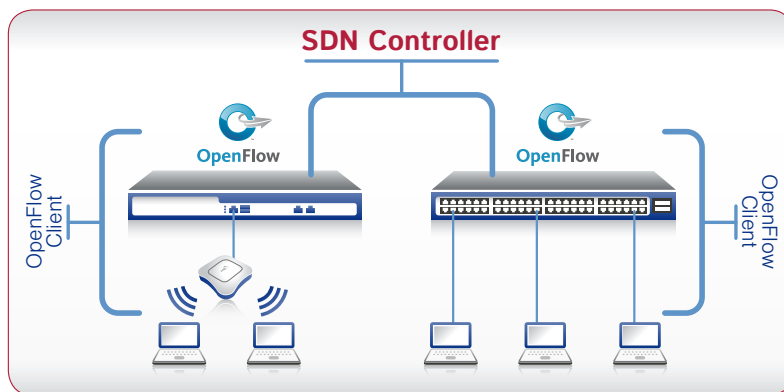 SDN Controller
OpenFlow
OpenFlow
OpenFlow
Client
OpenFlow
Client